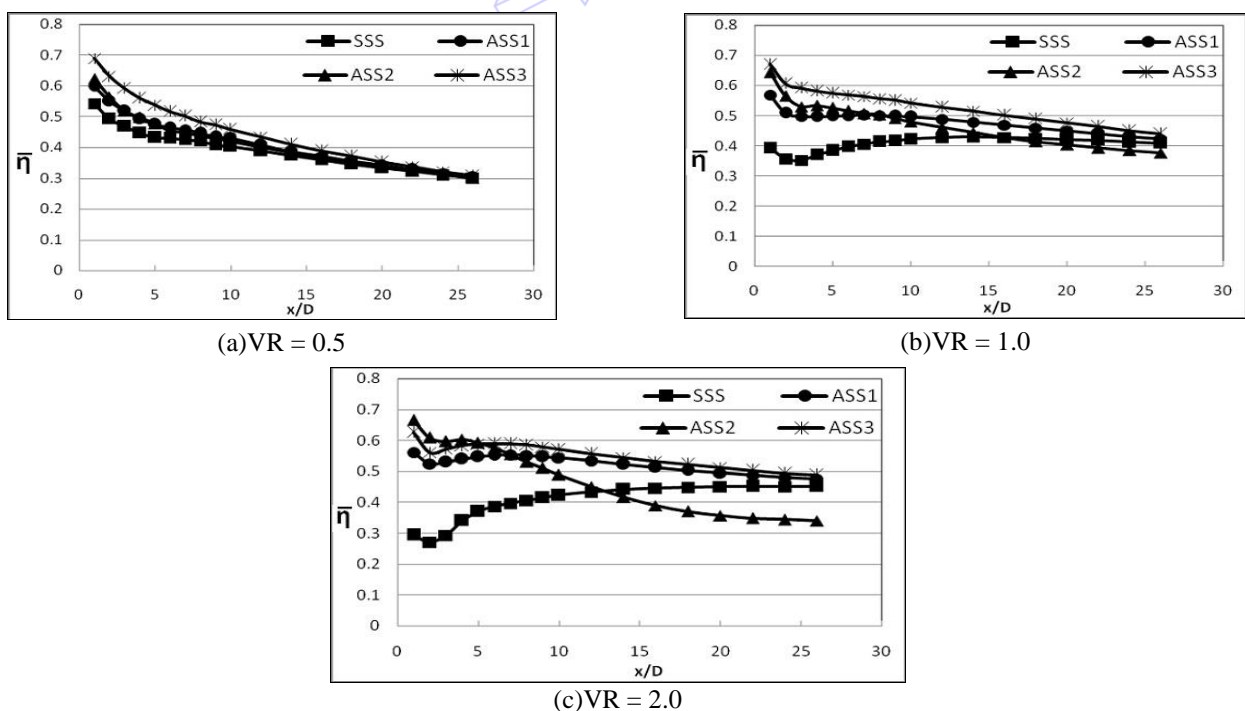 0.8
0.7
0.6
0.5
0.4
0.3
0.2
0.1
0
η̅
SSS
ASS1
ASS2
ASS3
0 5 10 15 20 25 30
x/D
(a)VR = 0.5
0.8
0.7
0.6
0.5
0.4
0.3
0.2
0.1
0
η̅
SSS
ASS1
ASS2
ASS3
0 5 10 15 20 25 30
x/D
(b)VR = 1.0
0.8
0.7
0.6
0.5
0.4
0.3
0.2
0.1
0
η̅
SSS
ASS1
ASS2
ASS3
0 5 10 15 20 25 30
x/D
(c)VR = 2.0